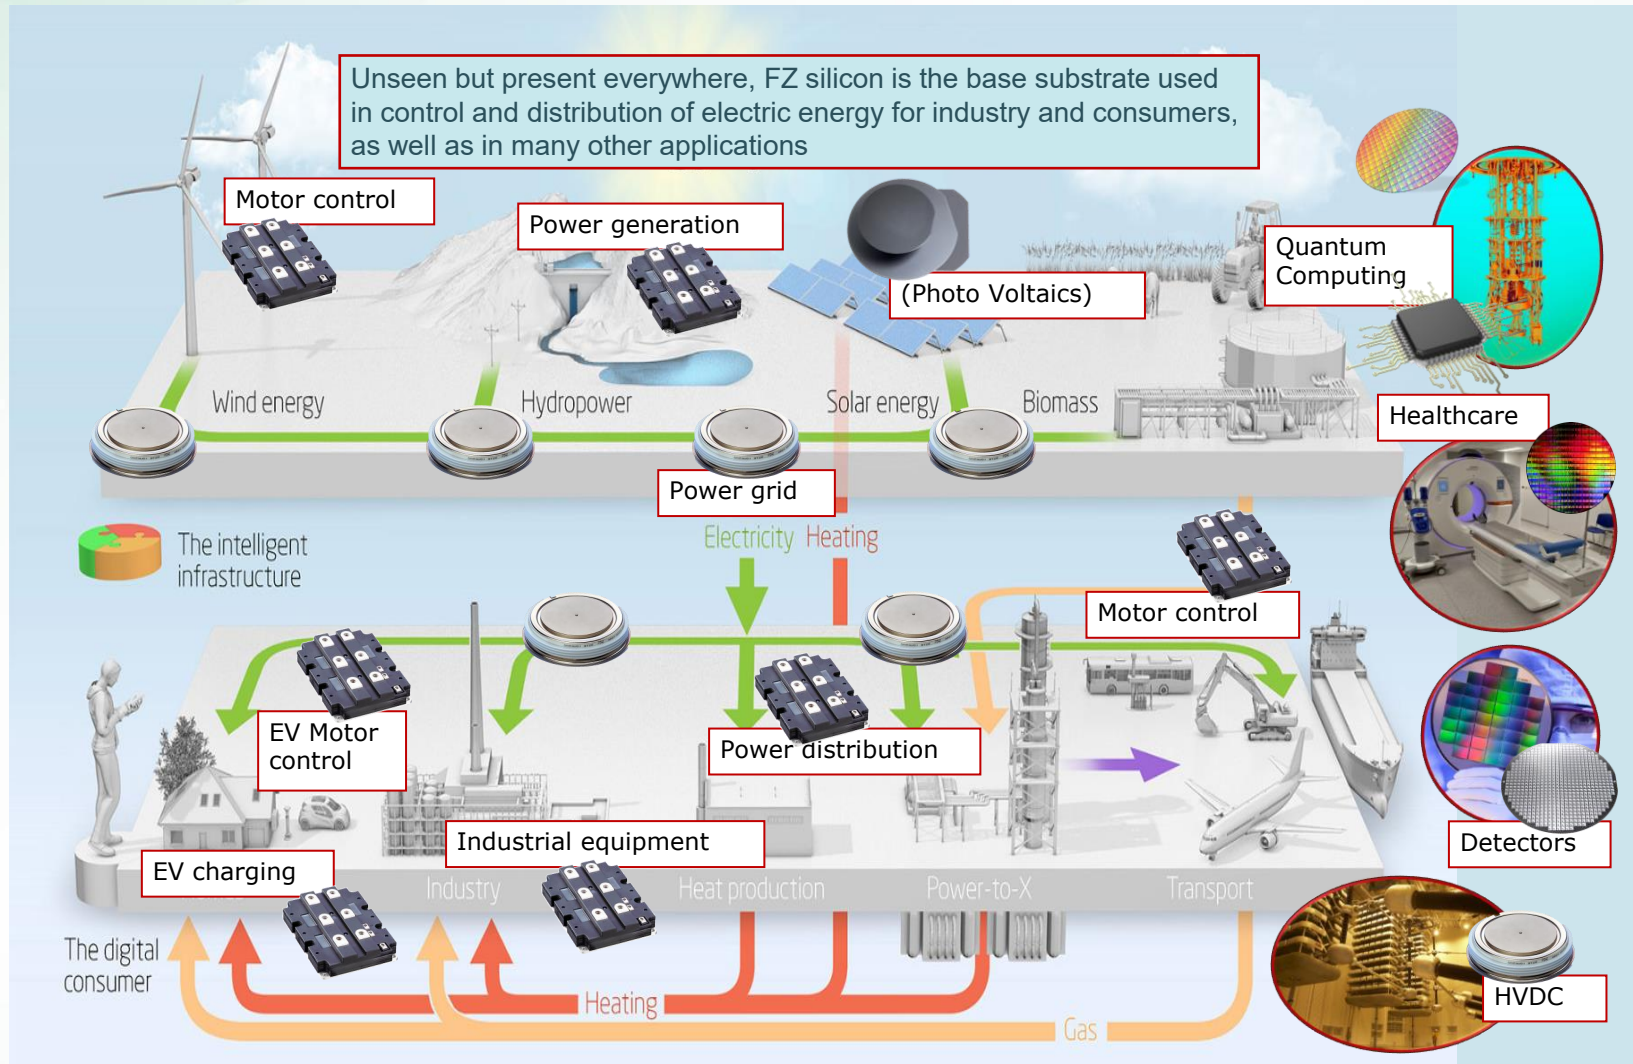 Unseen but present everywhere, FZ silicon is the base substrate used
in control and distribution of electric energy for industry and consumers,
as well as in many other applications
Motor control
Power generation
(Photo Voltaics)
Quantum
Computing
Wind energy
Hydropower
Solar energy
Biomass
Healthcare
Power grid
The intelligent
infrastructure
Electricity
Heating
Motor control
EV Motor
control
Power distribution
Industrial equipment
EV charging
Detectors
Industry
Heat production
Power-to-X
Transport
The digital
consumer
Heating
Gas
HVDC